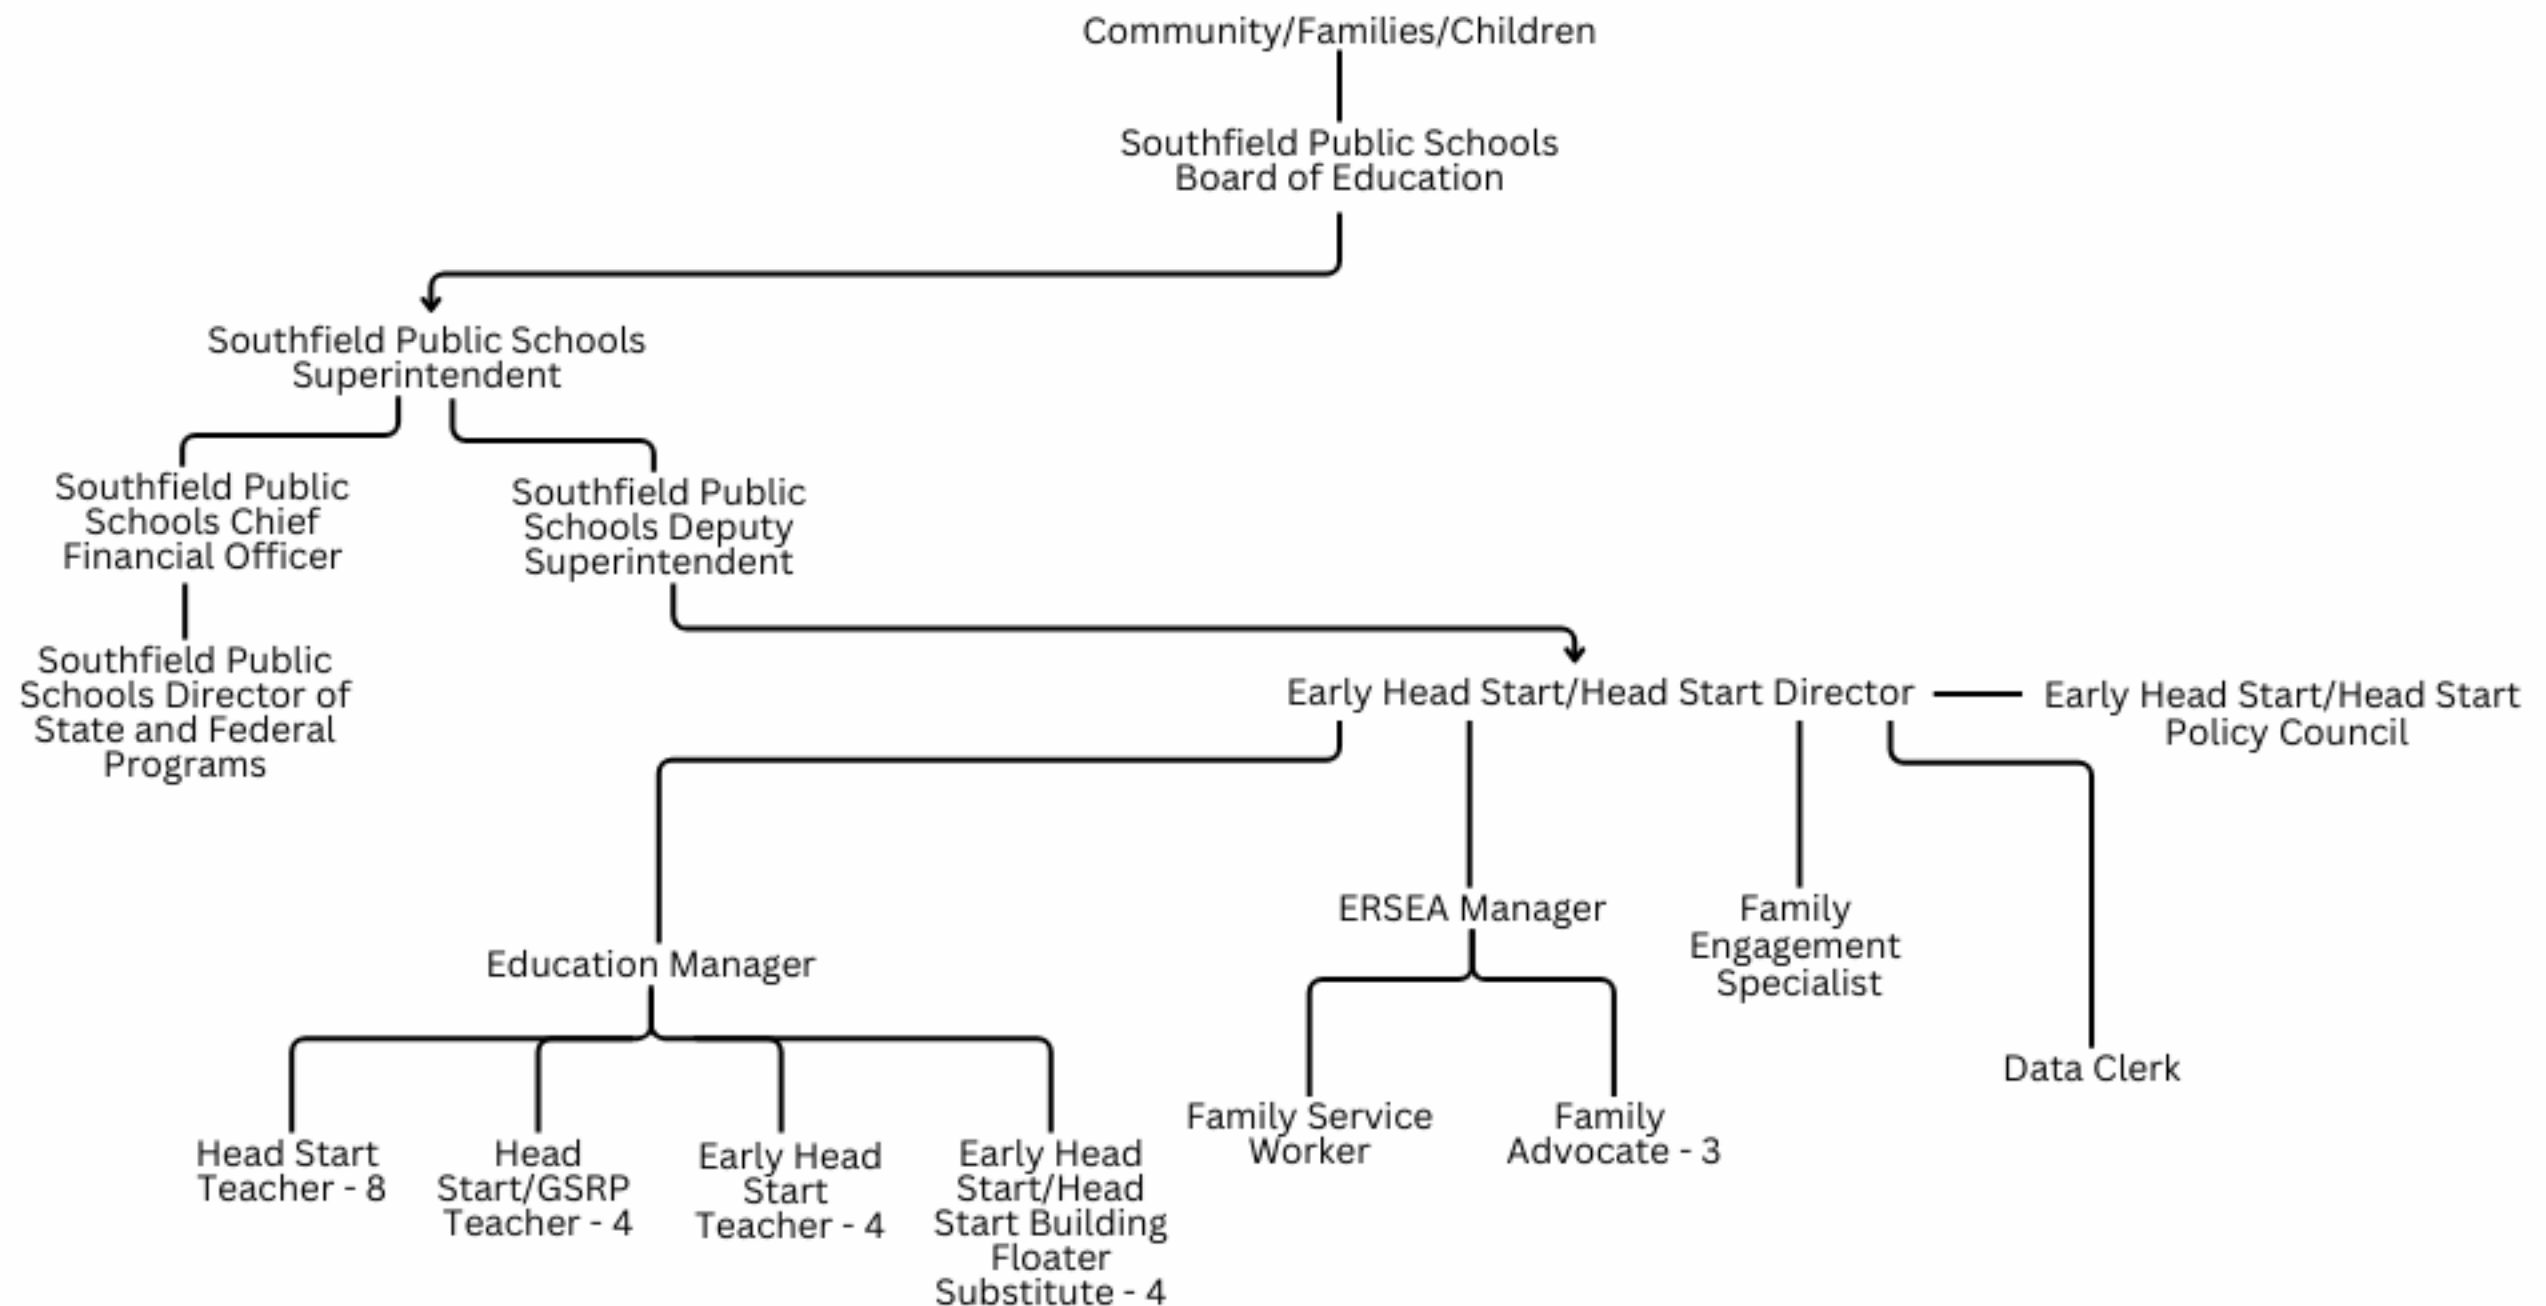 Community/Families/Children
Southfield Public Schools
Board of Education
Southfield Public Schools
Superintendent
Southfield Public
Schools Chief
Financial Officer
Southfield Public
Schools Deputy
Superintendent
Southfield Public
Schools Director of
State and Federal
Programs
Early Head Start/Head Start Director
Early Head Start/Head Start
Policy Council
Education Manager
ERSEA Manager
Family
Engagement
Specialist
Data Clerk
Head Start
Teacher - 8
Head
Start/GSRP
Teacher - 4
Early Head
Start
Teacher - 4
Early Head
Start/Head
Start Building
Floater
Substitute - 4
Family Service
Worker
Family
Advocate - 3